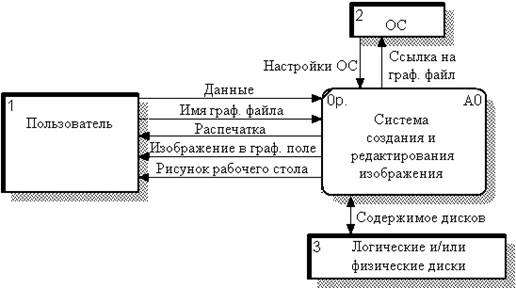 2
ОС
Настройки ОС
Ссылка на
граф. файл
Данные
1
Пользователь
Имя граф. файла
Распечатка
Изображение в граф. поле
Рисунок рабочего стола
0р.
A0
Система
создания и
редактирования
изображения
Содержимое дисков
3
Логические и/или
физические диски